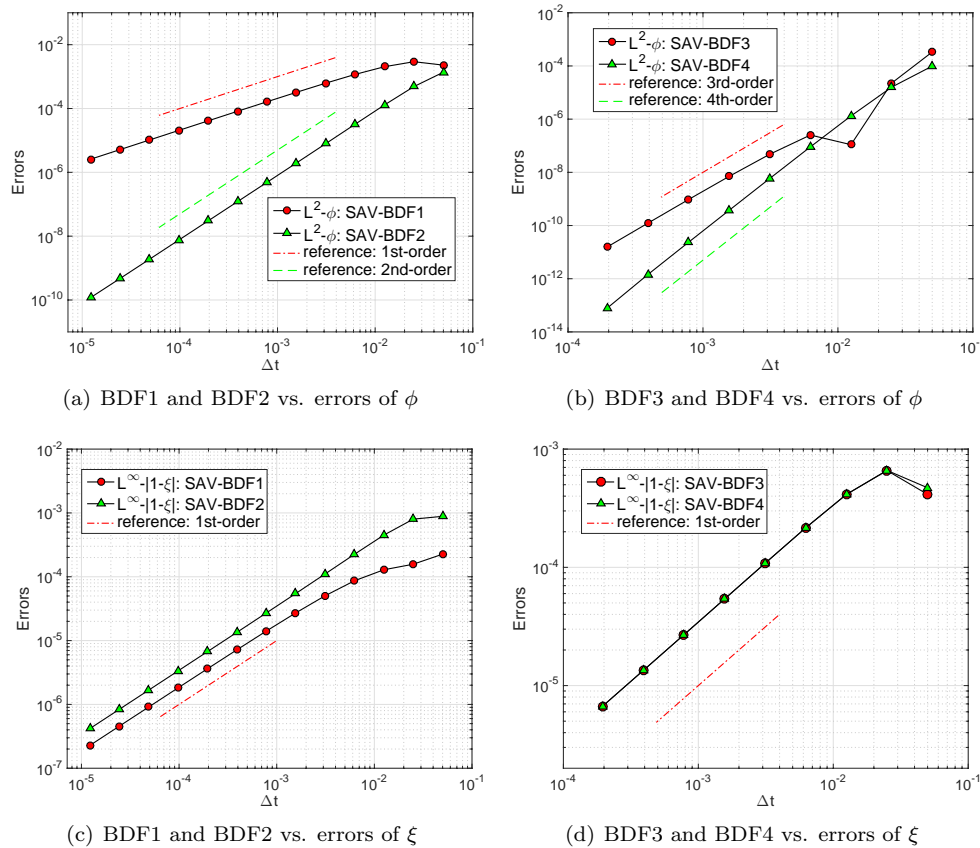 10^-2
10^-4
10^-6
10^-8
10^-10
Errors
L^2-ϕ: SAV-BDF1
L^2-ϕ: SAV-BDF2
reference: 1st-order
reference: 2nd-order
10^-5 10^-4 10^-3 10^-2 10^-1
Δt
(a) BDF1 and BDF2 vs. errors of ϕ
10^-2
10^-4
10^-6
10^-8
10^-10
10^-12
10^-14
Errors
L^2-ϕ: SAV-BDF3
L^2-ϕ: SAV-BDF4
reference: 3rd-order
reference: 4th-order
10^-4 10^-3 10^-2 10^-1
Δt
(b) BDF3 and BDF4 vs. errors of ϕ
10^-2
10^-3
10^-4
10^-5
10^-6
10^-7
Errors
L^∞-|1-ξ|: SAV-BDF1
L^∞-|1-ξ|: SAV-BDF2
reference: 1st-order
10^-5 10^-4 10^-3 10^-2 10^-1
Δt
(c) BDF1 and BDF2 vs. errors of ξ
10^-3
10^-4
10^-5
Errors
L^∞-|1-ξ|: SAV-BDF3
L^∞-|1-ξ|: SAV-BDF4
reference: 1st-order
10^-4 10^-3 10^-2 10^-1
Δt
(d) BDF3 and BDF4 vs. errors of ξ